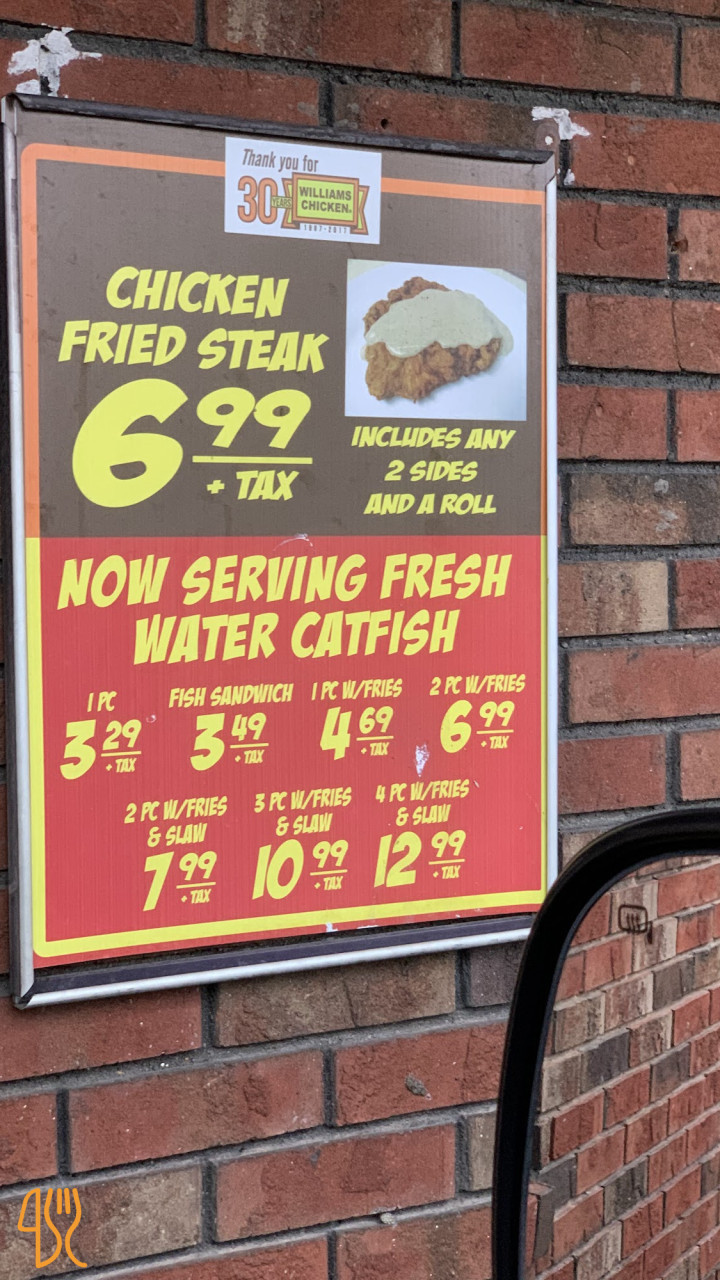 Thank you for
30 YEARS
WILLIAMS
CHICKEN
1987-2017
CHICKEN
FRIED STEAK
6 99
+ TAX
INCLUDES ANY
2 SIDES
AND A ROLL
NOW SERVING FRESH
WATER CATFISH
1 PC
3 29
+ TAX
FISH SANDWICH
3 49
+ TAX
1 PC W/FRIES
4 69
+ TAX
2 PC W/FRIES
6 99
+ TAX
2 PC W/FRIES
& SLAW
7 99
+ TAX
3 PC W/FRIES
& SLAW
10 99
+ TAX
4 PC W/FRIES
& SLAW
12 99
+ TAX